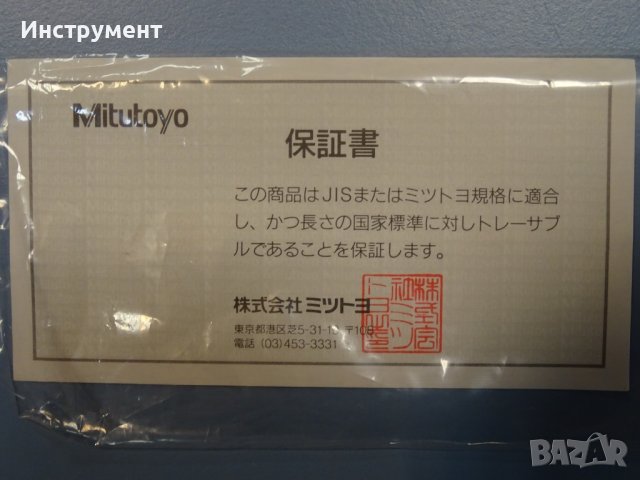 Инструмент
Mitutoyo
保証書
この商品はJISまたはミツトヨ規格に適合
し、かつ長さの国家標準に対しトレーサブ
ルであることを保証します。
株式会社ミツトヨ
東京都港区芝5-31-19 〒108
電話 (03)453-3331
BAZAR